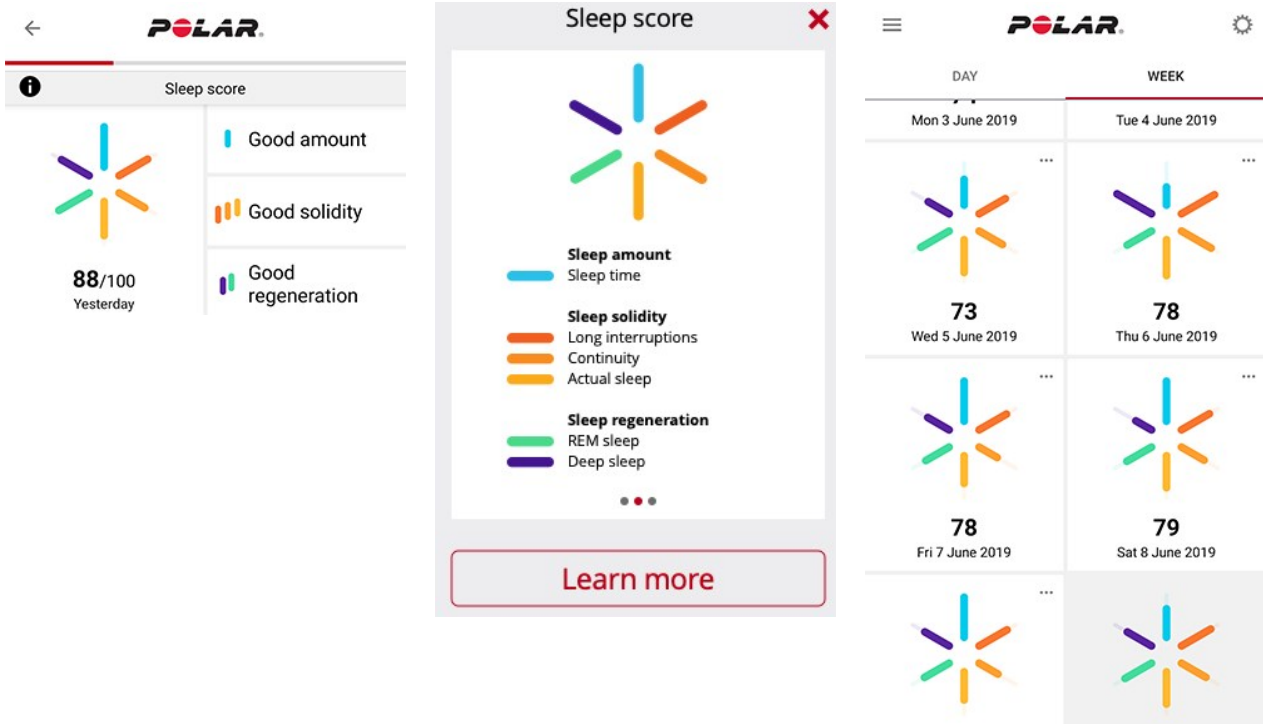 POLAR.
Sleep score
Good amount
Good solidity
Good
regeneration
88/100
Yesterday
Sleep score
Sleep amount
Sleep time
Sleep solidity
Long interruptions
Continuity
Actual sleep
Sleep regeneration
REM sleep
Deep sleep
Learn more
POLAR.
DAY
WEEK
Mon 3 June 2019
Tue 4 June 2019
73
Wed 5 June 2019
78
Thu 6 June 2019
78
Fri 7 June 2019
79
Sat 8 June 2019